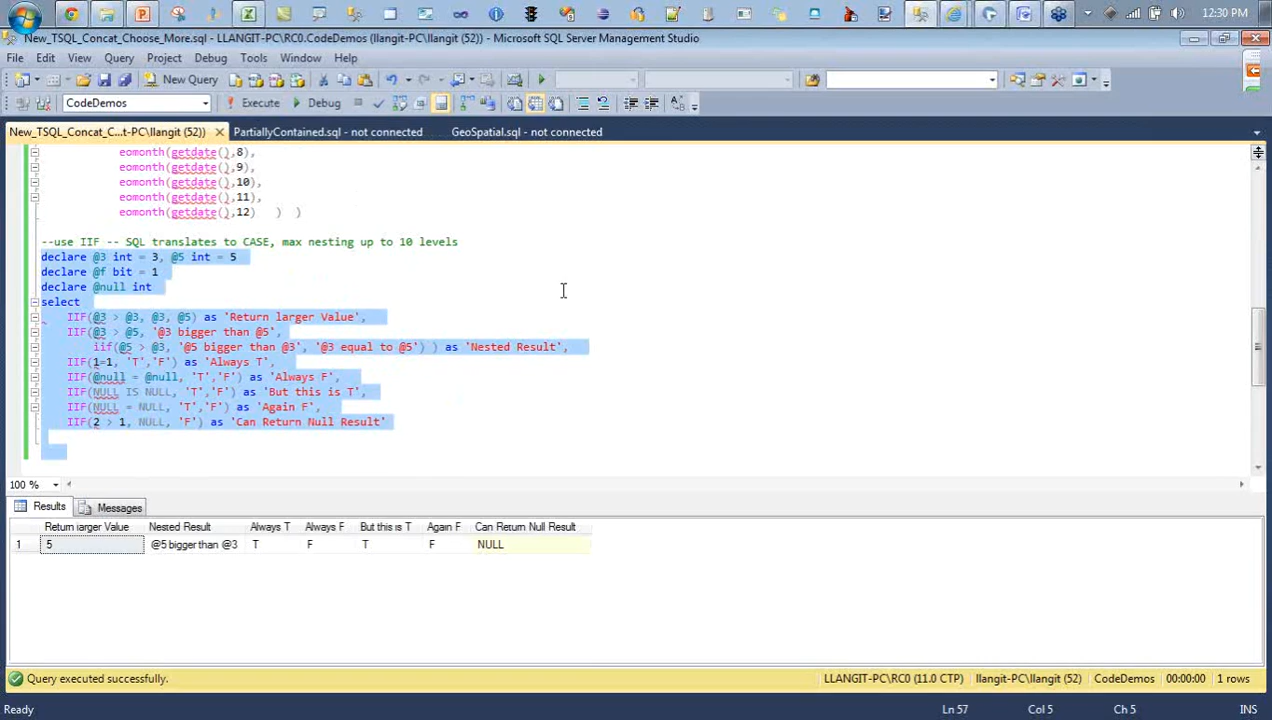 12:30 PM
New_TSQL_Concat_Choose_More.sql - LLANGIT-PC\RC0.CodeDemos (llangit-PC\llangit (52)) - Microsoft SQL Server Management Studio
File Edit View Query Project Debug Tools Window Help
New Query
CodeDemos Execute Debug
New_TSQL_Concat_C...t-PC\llangit (52)) PartiallyContained.sql - not connected GeoSpatial.sql - not connected
eomonth(getdate(),8),
eomonth(getdate(),9),
eomonth(getdate(),10),
eomonth(getdate(),11),
eomonth(getdate(),12) ) )
--use IIF -- SQL translates to CASE, max nesting up to 10 levels
declare @3 int = 3, @5 int = 5
declare @f bit = 1
declare @null int
select
IIF(@3 > @3, @3, @5) as 'Return larger Value',
IIF(@3 > @5, '@3 bigger than @5',
iif(@5 > @3, '@5 bigger than @3', '@3 equal to @5') ) as 'Nested Result',
IIF(1=1, 'T','F') as 'Always T',
IIF(@null = @null, 'T','F') as 'Always F',
IIF(NULL IS NULL, 'T','F') as 'But this is T',
IIF(NULL = NULL, 'T','F') as 'Again F',
IIF(2 > 1, NULL, 'F') as 'Can Return Null Result'
100 %
Results Messages
Return larger Value Nested Result Always T Always F But this is T Again F Can Return Null Result
1 5 @5 bigger than @3 T F T F NULL
Query executed successfully. LLANGIT-PC\RC0 (11.0 CTP) llangit-PC\llangit (52) CodeDemos 00:00:00 1 rows
Ready Ln 57 Col 5 Ch 5 INS